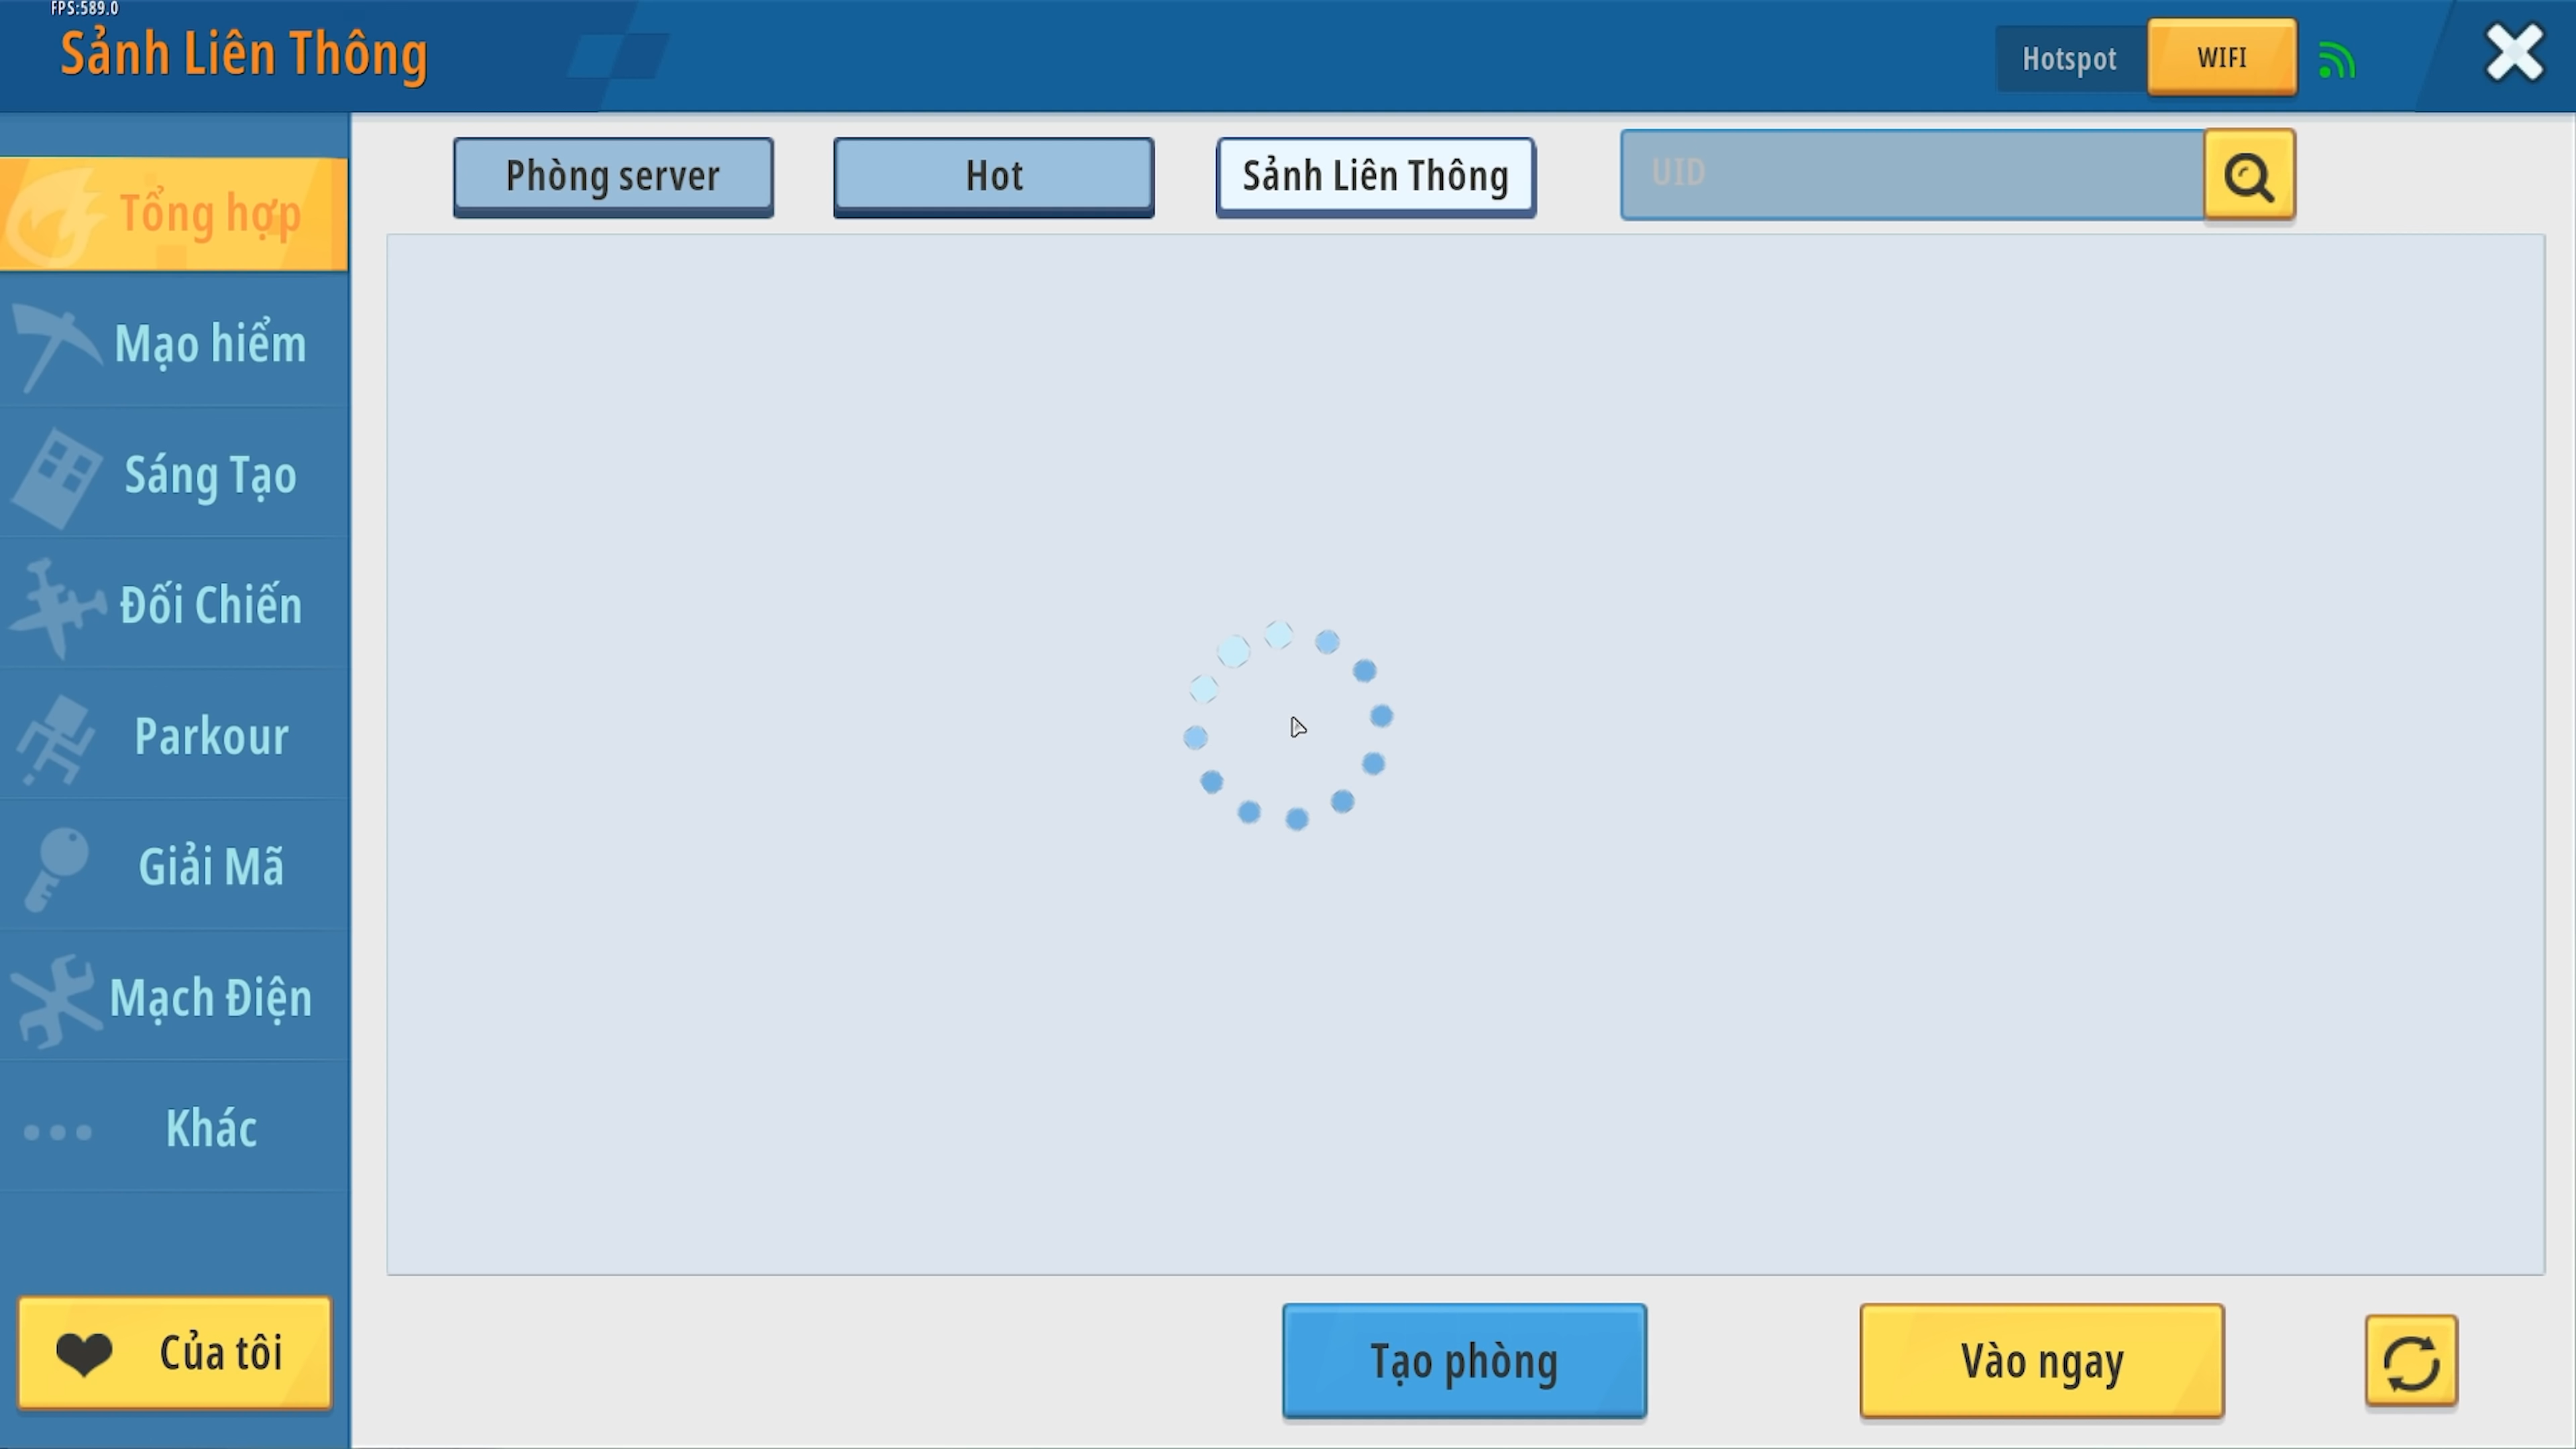 FPS:589.0
Sảnh Liên Thông
Hotspot
WIFI
Phòng server
Hot
Sảnh Liên Thông
UID
Tổng hợp
Mạo hiểm
Sáng Tạo
Đối Chiến
Parkour
Giải Mã
Mạch Điện
Khác
Của tôi
Tạo phòng
Vào ngay